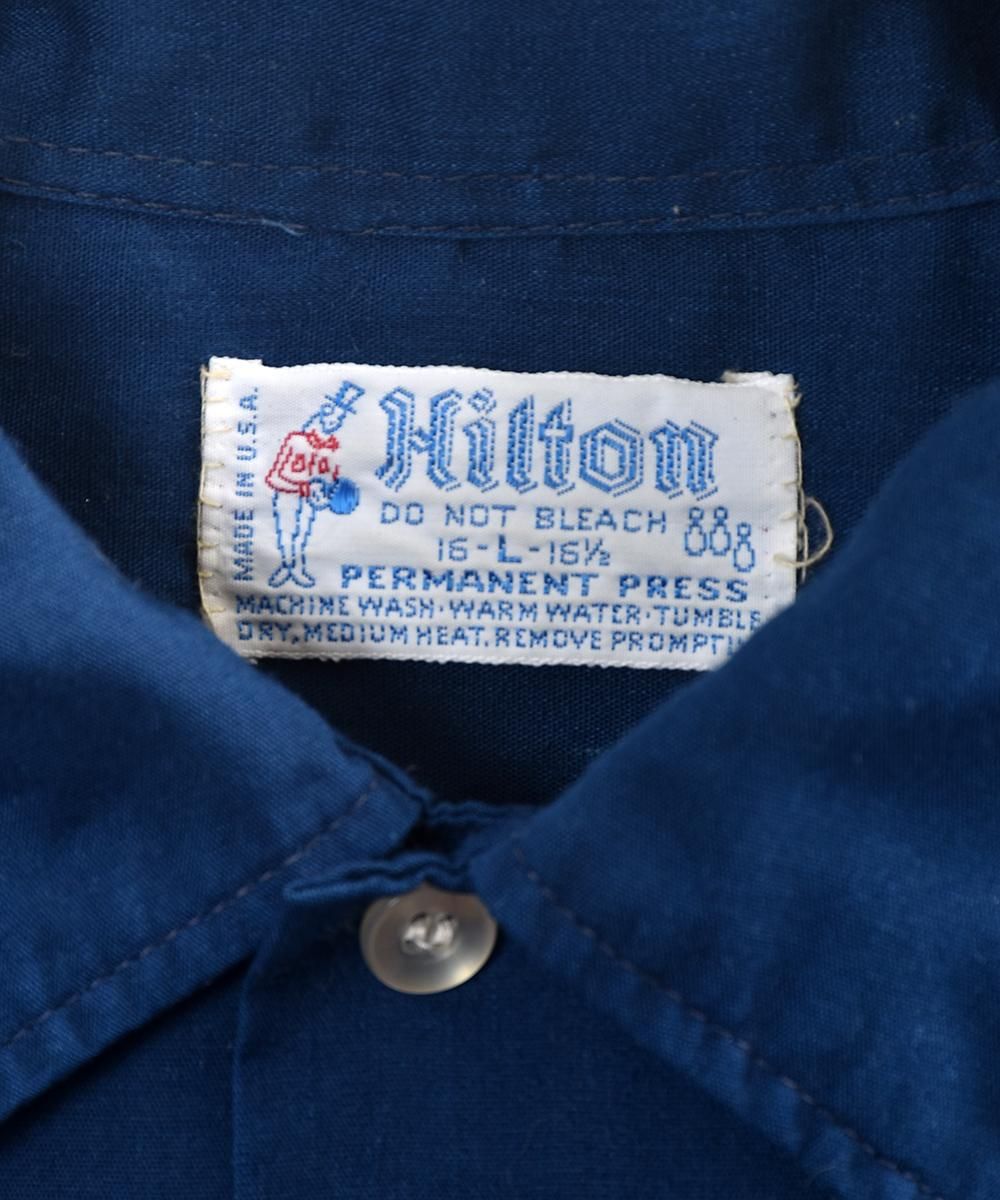 MADE IN U.S.A.
Hilton
DO NOT BLEACH
16-L-16½
PERMANENT PRESS
MACHINE WASH·WARM WATER·TUMBLE
DRY, MEDIUM HEAT. REMOVE